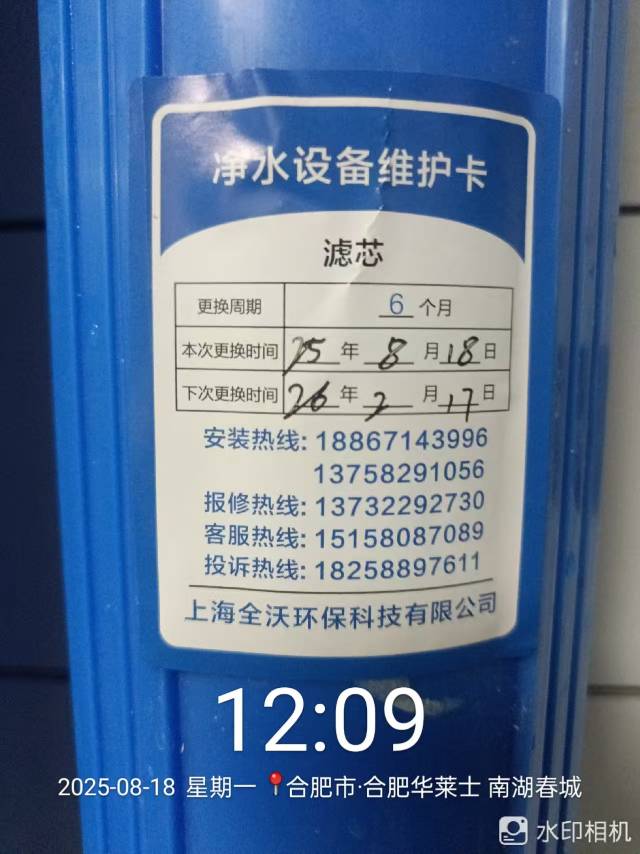 净水设备维护卡
滤芯
更换周期 6 个月
本次更换时间 25 年 8 月 18 日
下次更换时间 26 年 2 月 17 日
安装热线: 18867143996
13758291056
报修热线: 13732292730
客服热线: 15158087089
投诉热线: 18258897611
上海全沃环保科技有限公司
12:09
2025-08-18 星期一 📍合肥市·合肥华莱士 南湖春城
水印相机